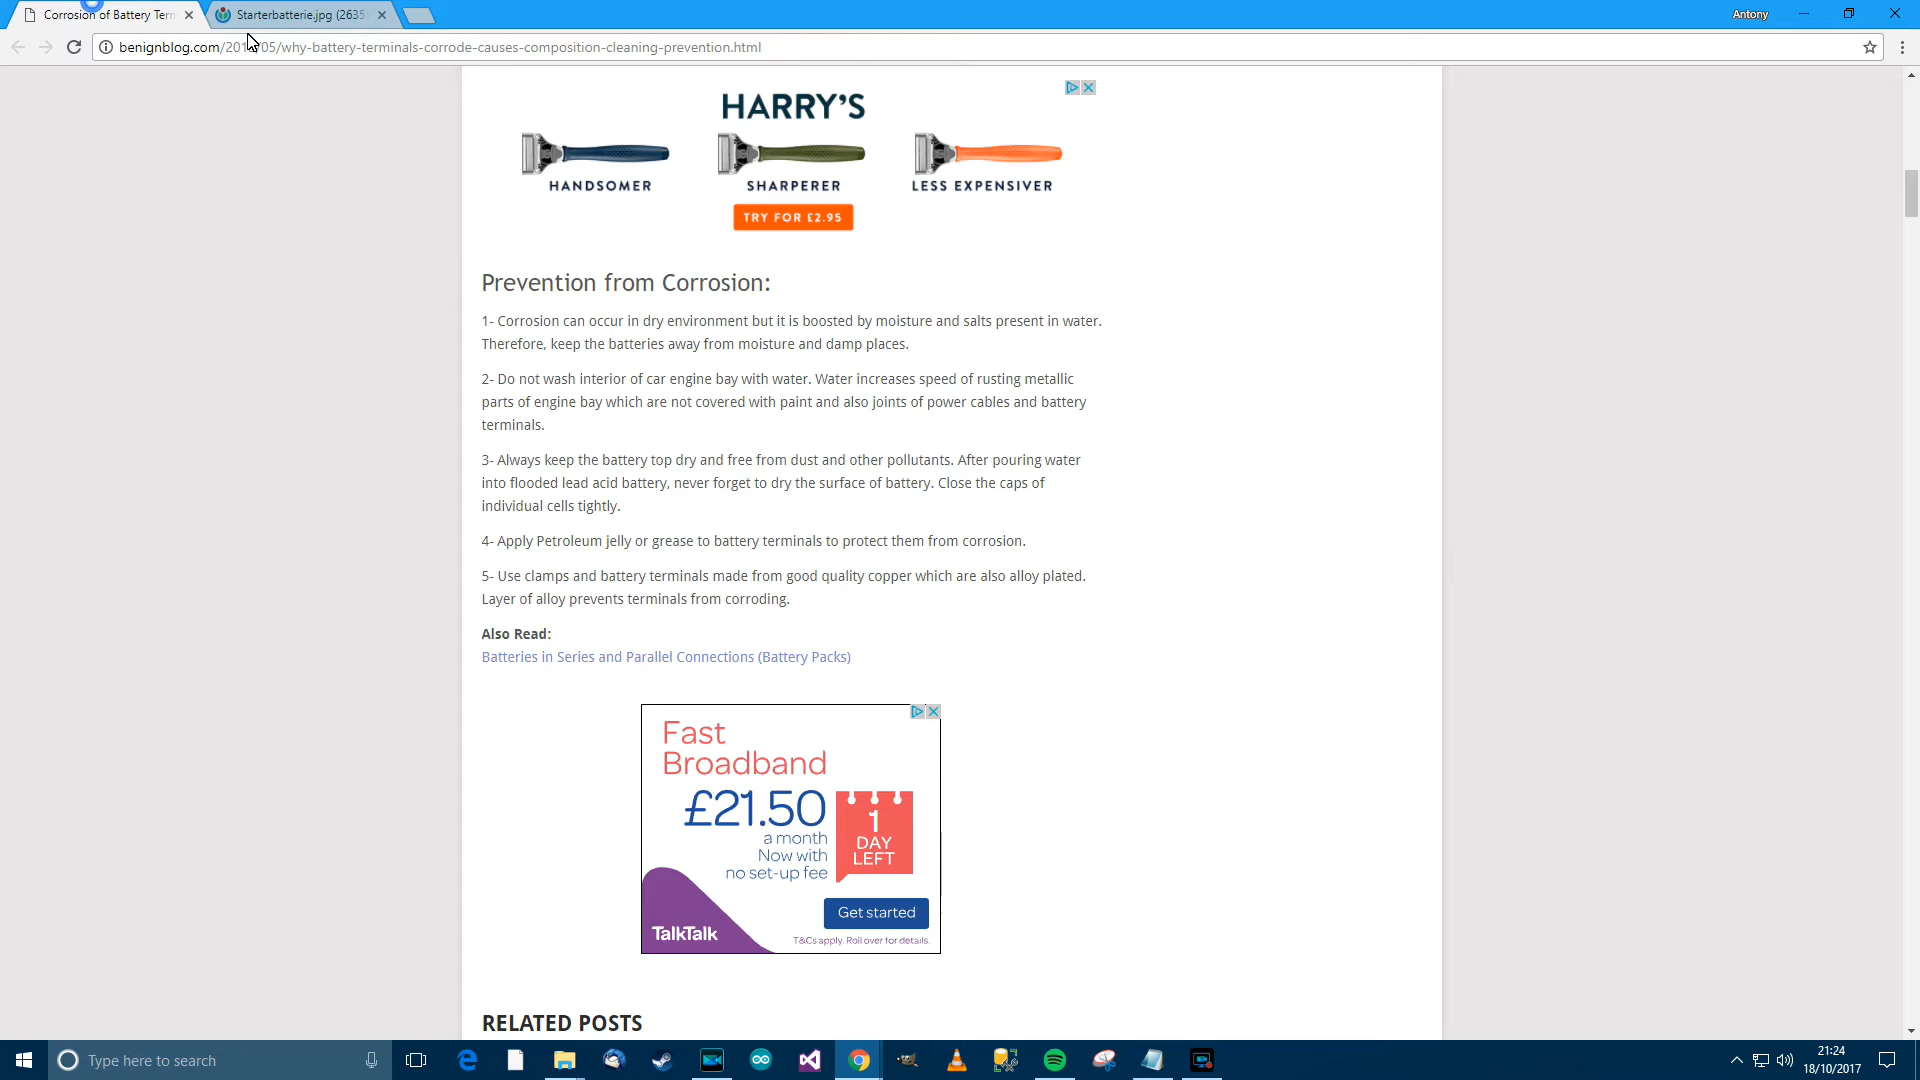 Corrosion of Battery Term
Starterbatterie.jpg (2635
Antony
benignblog.com/201 05/why-battery-terminals-corrode-causes-composition-cleaning-prevention.html
HARRY'S
HANDSOMER
SHARPERER
LESS EXPENSIVER
TRY FOR £2.95
Prevention from Corrosion:
1- Corrosion can occur in dry environment but it is boosted by moisture and salts present in water.
Therefore, keep the batteries away from moisture and damp places.
2- Do not wash interior of car engine bay with water. Water increases speed of rusting metallic
parts of engine bay which are not covered with paint and also joints of power cables and battery
terminals.
3- Always keep the battery top dry and free from dust and other pollutants. After pouring water
into flooded lead acid battery, never forget to dry the surface of battery. Close the caps of
individual cells tightly.
4- Apply Petroleum jelly or grease to battery terminals to protect them from corrosion.
5- Use clamps and battery terminals made from good quality copper which are also alloy plated.
Layer of alloy prevents terminals from corroding.
Also Read:
Batteries in Series and Parallel Connections (Battery Packs)
Fast
Broadband
£21.50
a month
Now with
no set-up fee
1
DAY
LEFT
Get started
TalkTalk
T&Cs apply. Roll over for details.
RELATED POSTS
Type here to search
21:24
18/10/2017